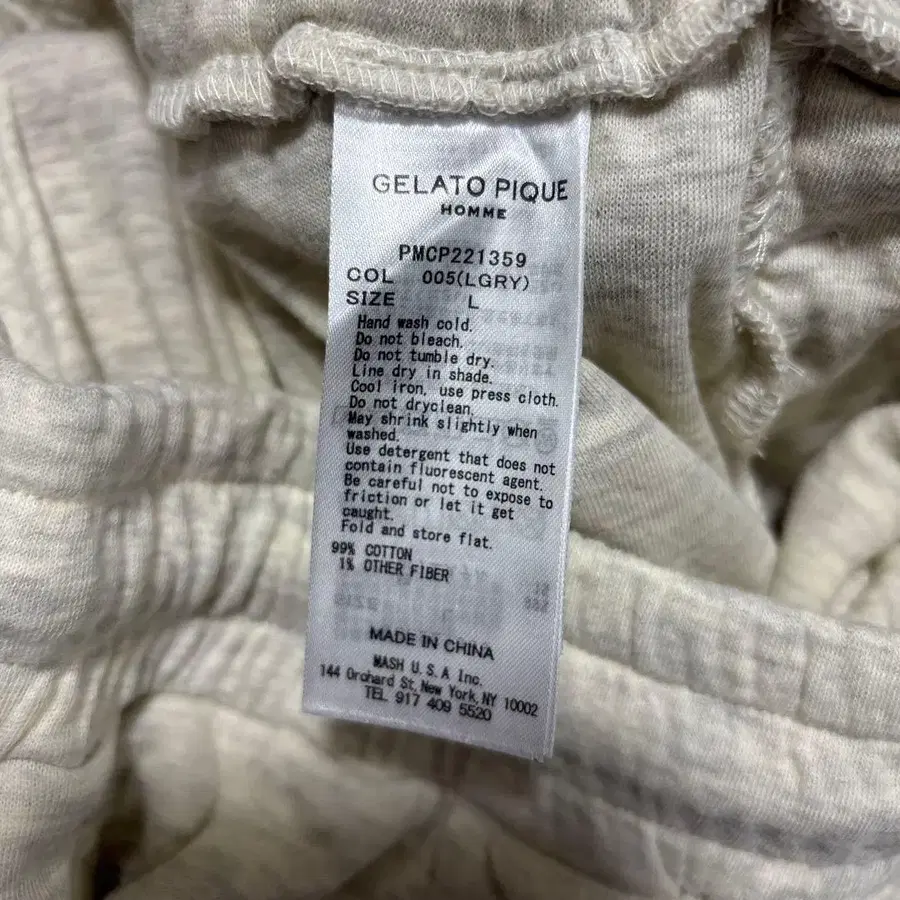 GELATO PIQUE
HOMME
PMCP221359
COL 005(LGRY)
SIZE L
Hand wash cold.
Do not bleach.
Do not tumble dry.
Line dry in shade.
Cool iron, use press cloth.
Do not dryclean.
May shrink slightly when
washed.
Use detergent that does not
contain fluorescent agent.
Be careful not to expose to
friction or let it get
caught.
Fold and store flat.
99% COTTON
1% OTHER FIBER
MADE IN CHINA
MASH U.S.A Inc.
144 Orchard St, New York, NY 10002
TEL 917 409 5520